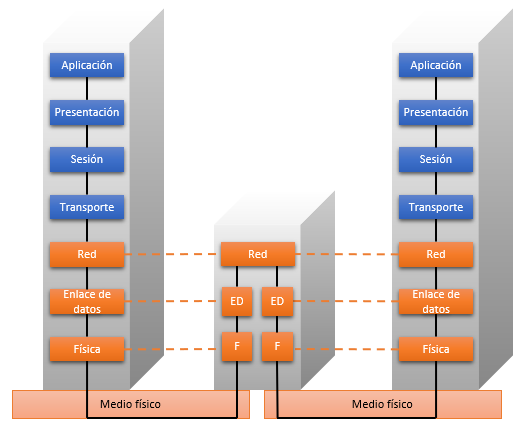 Aplicación
Presentación
Sesión
Transporte
Red
Enlace de
datos
Física
Red
ED
ED
F
F
Aplicación
Presentación
Sesión
Transporte
Red
Enlace de
datos
Física
Medio físico
Medio físico